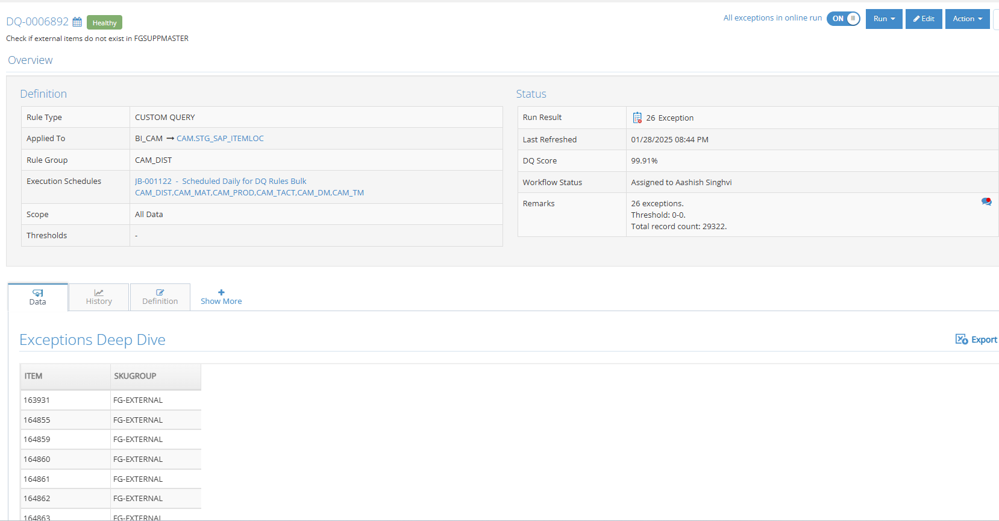 DQ-0006892 Healthy
All exceptions in online run ON Run Edit Action
Check if external items do not exist in FGSUPPMASTER
Overview
Definition
Rule Type CUSTOM QUERY
Applied To BI_CAM → CAM.STG_SAP_ITEMLOC
Rule Group CAM_DIST
Execution Schedules JB-001122 - Scheduled Daily for DQ Rules Bulk
CAM_DIST,CAM_MAT,CAM_PROD,CAM_TACT,CAM_DM,CAM_TM
Scope All Data
Thresholds -
Status
Run Result 26 Exception
Last Refreshed 01/28/2025 08:44 PM
DQ Score 99.91%
Workflow Status Assigned to Aashish Singhvi
Remarks 26 exceptions.
Threshold: 0-0.
Total record count: 29322.
Data History Definition Show More
Exceptions Deep Dive
Export
ITEM SKUGROUP
163931 FG-EXTERNAL
164855 FG-EXTERNAL
164859 FG-EXTERNAL
164860 FG-EXTERNAL
164861 FG-EXTERNAL
164862 FG-EXTERNAL
164863 FG-EXTERNAL